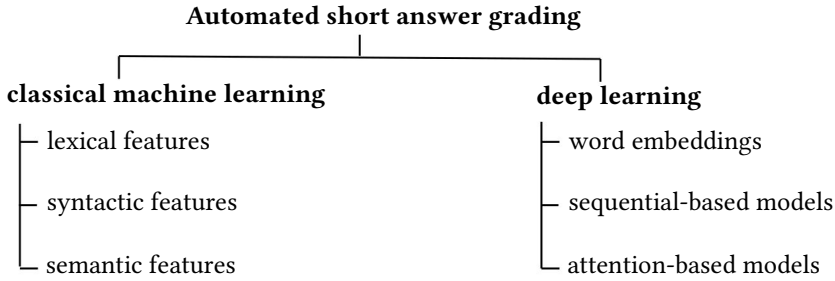 Automated short answer grading
classical machine learning
lexical features
syntactic features
semantic features
deep learning
word embeddings
sequential-based models
attention-based models